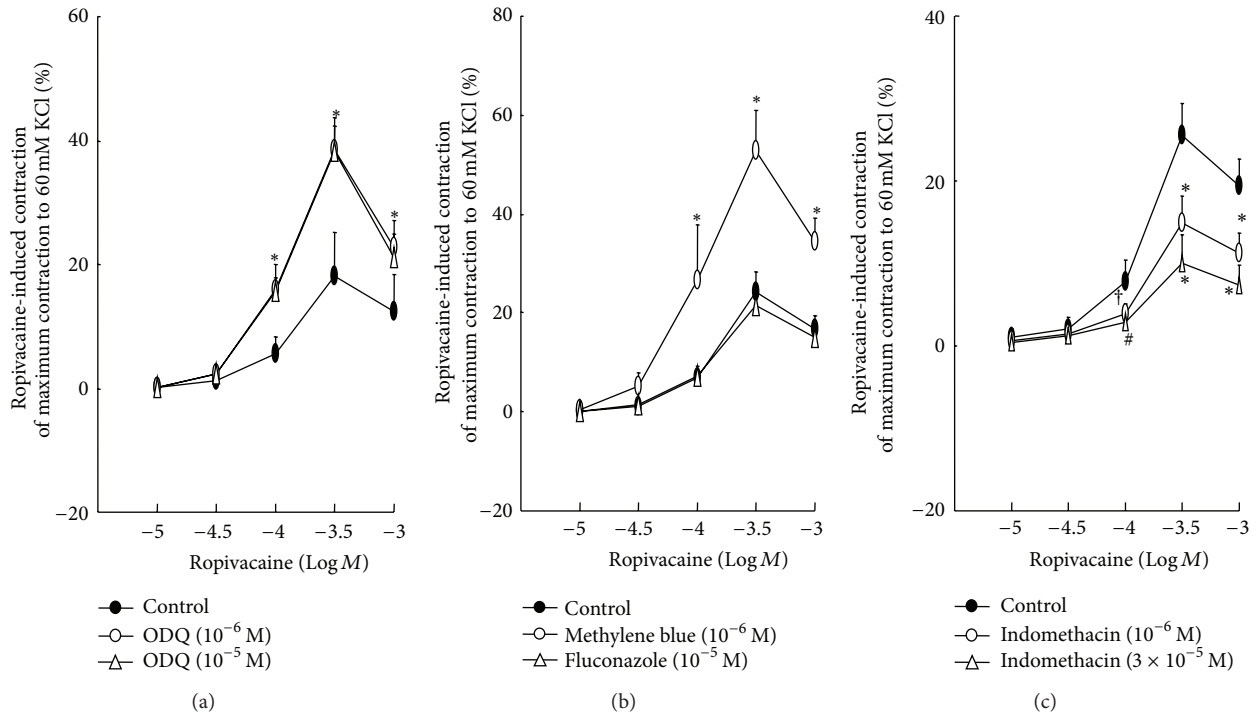 Ropivacaine-induced contraction
of maximum contraction to 60 mM KCl (%)
60
40
20
0
−20
*
*
*
−5 −4.5 −4 −3.5 −3
Ropivacaine (Log M)
Control
ODQ (10⁻⁶ M)
ODQ (10⁻⁵ M)
(a)
Ropivacaine-induced contraction
of maximum contraction to 60 mM KCl (%)
80
60
40
20
0
−20
*
*
*
−5 −4.5 −4 −3.5 −3
Ropivacaine (Log M)
Control
Methylene blue (10⁻⁶ M)
Fluconazole (10⁻⁵ M)
(b)
Ropivacaine-induced contraction
of maximum contraction to 60 mM KCl (%)
40
20
0
−20
†
#
*
*
*
*
−5 −4.5 −4 −3.5 −3
Ropivacaine (Log M)
Control
Indomethacin (10⁻⁶ M)
Indomethacin (3 × 10⁻⁵ M)
(c)